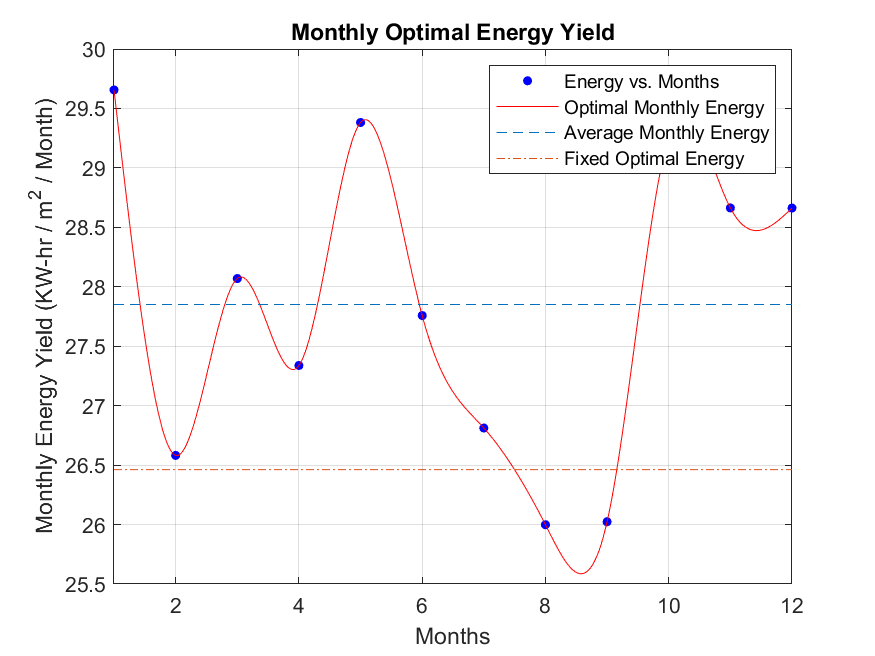 Monthly Optimal Energy Yield
30
29.5
29
28.5
28
27.5
27
26.5
26
25.5
Monthly Energy Yield (KW-hr / m² / Month)
Energy vs. Months
Optimal Monthly Energy
Average Monthly Energy
Fixed Optimal Energy
2 4 6 8 10 12
Months